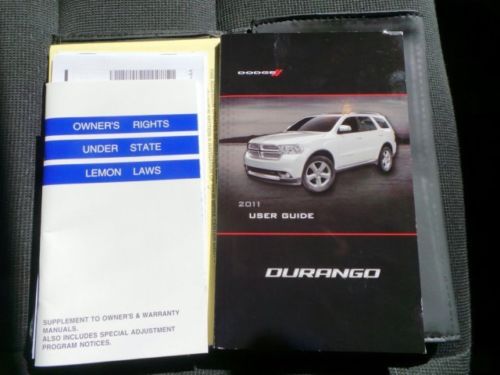 OWNER'S RIGHTS
UNDER STATE
LEMON LAWS
SUPPLEMENT TO OWNER'S & WARRANTY
MANUALS.
ALSO INCLUDES SPECIAL ADJUSTMENT
PROGRAM NOTICES.
DODGE
2011
USER GUIDE
DURANGO